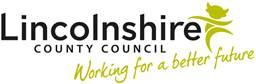 Lincolnshire
COUNTY COUNCIL
Working for a better future